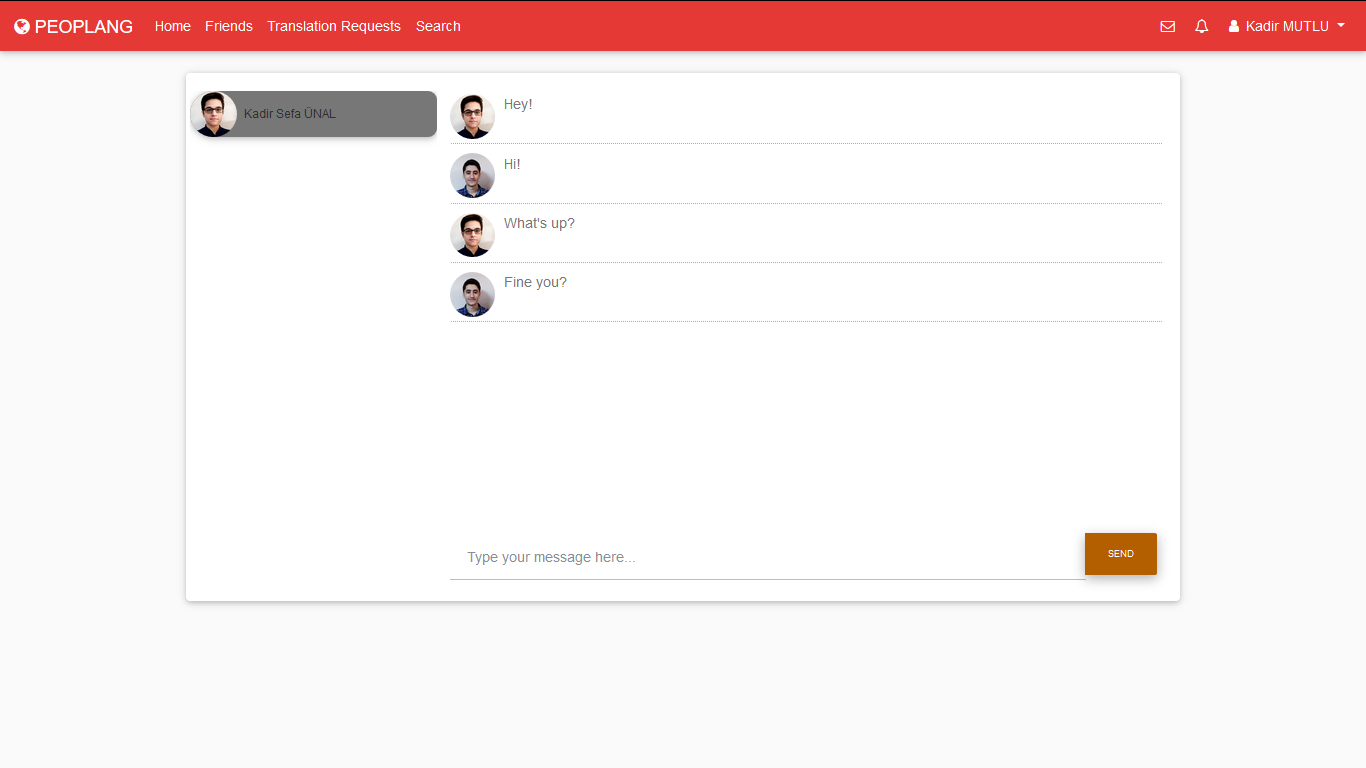 PEOPLANG Home Friends Translation Requests Search Kadir MUTLU
Kadir Sefa ÜNAL
Hey!
Hi!
What's up?
Fine you?
Type your message here...
SEND